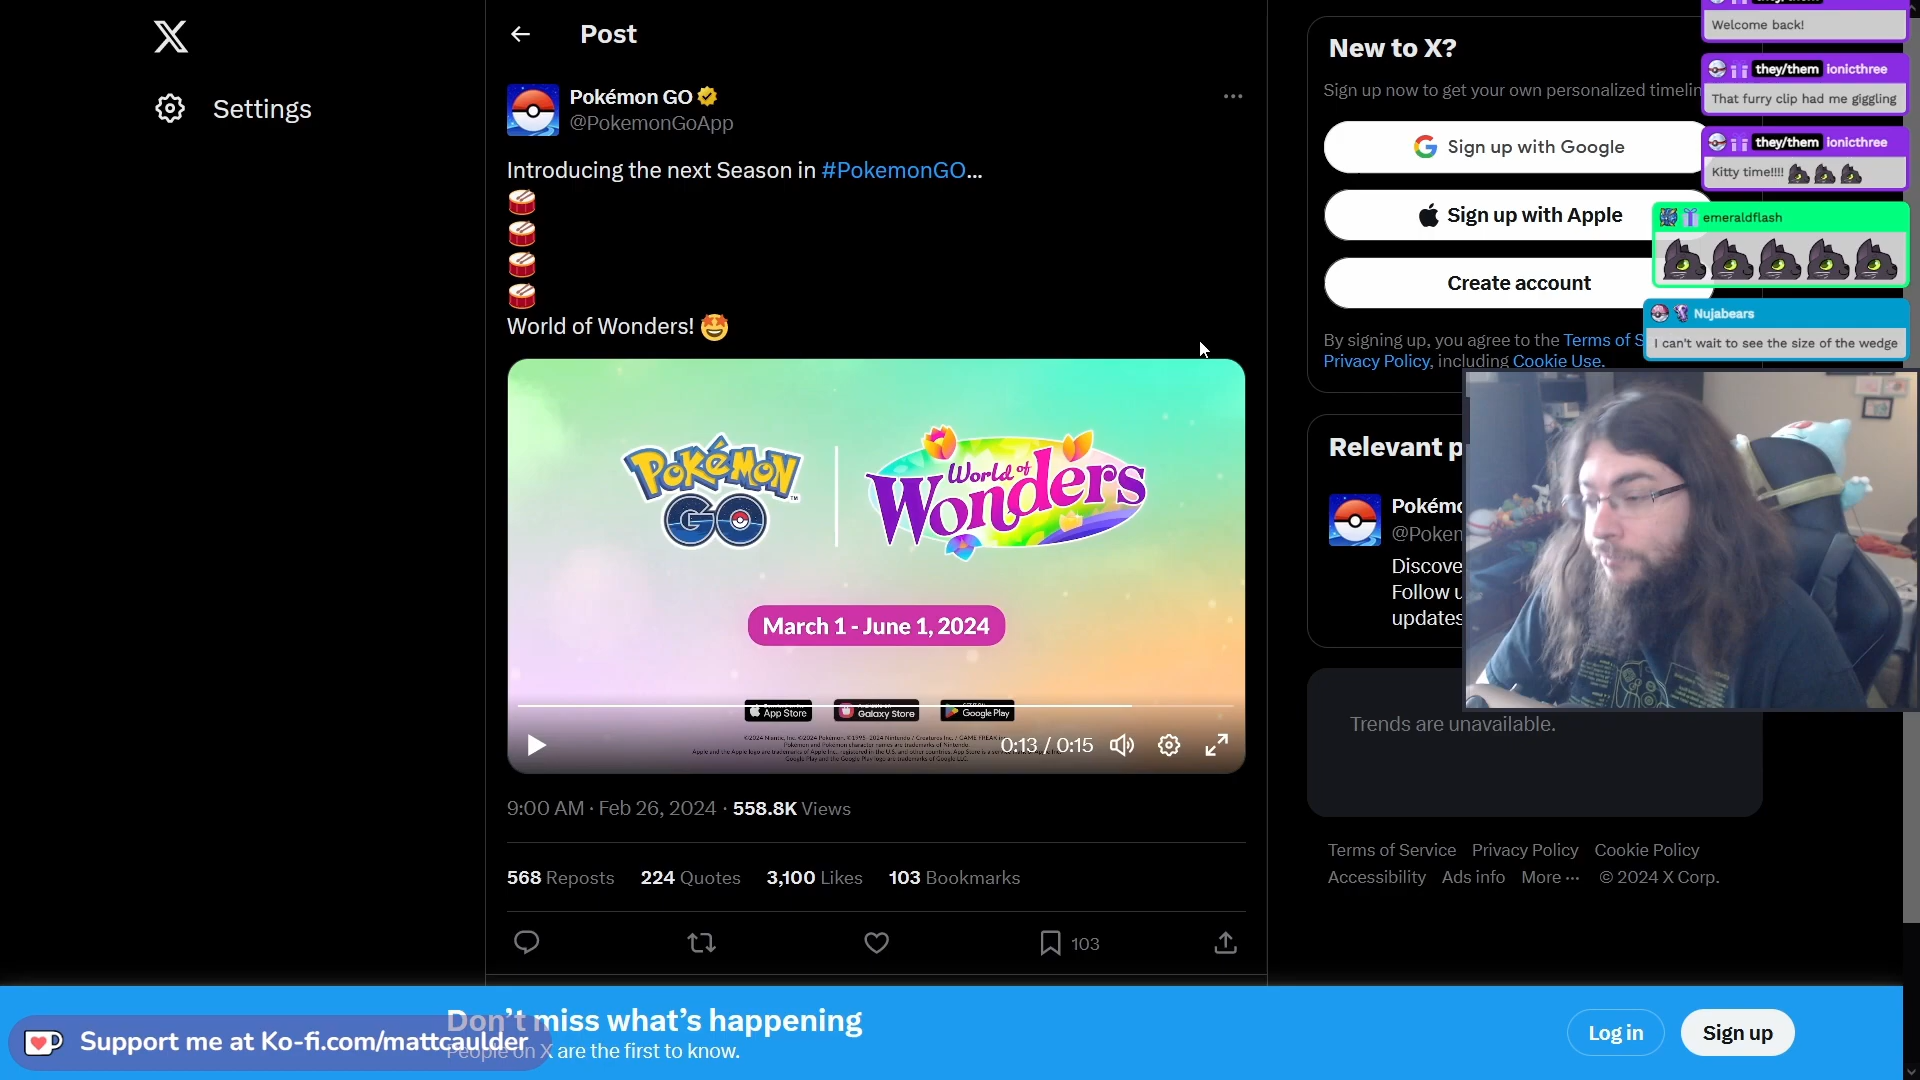 Settings
Post
Pokémon GO
@PokemonGoApp
Introducing the next Season in #PokemonGO...
World of Wonders!
POKéMON
GO
World of
Wonders
March 1 - June 1, 2024
App Store
Galaxy Store
Google Play
0:13 / 0:15
9:00 AM · Feb 26, 2024 · 558.8K Views
568 Reposts 224 Quotes 3,100 Likes 103 Bookmarks
103
New to X?
Sign up now to get your own personalized timelin
Sign up with Google
Sign up with Apple
Create account
By signing up, you agree to the Terms of S
Privacy Policy, including Cookie Use.
Relevant p
Pokémo
@Poken
Discove
Follow u
updates
Trends are unavailable.
Terms of Service Privacy Policy Cookie Policy
Accessibility Ads info More ··· © 2024 X Corp.
they/them
Welcome back!
they/them ionicthree
That furry clip had me giggling
they/them ionicthree
Kitty time!!!!
emeraldflash
Nujabears
I can't wait to see the size of the wedge
Don't miss what's happening
People on X are the first to know.
Support me at Ko-fi.com/mattcaulder
Log in
Sign up